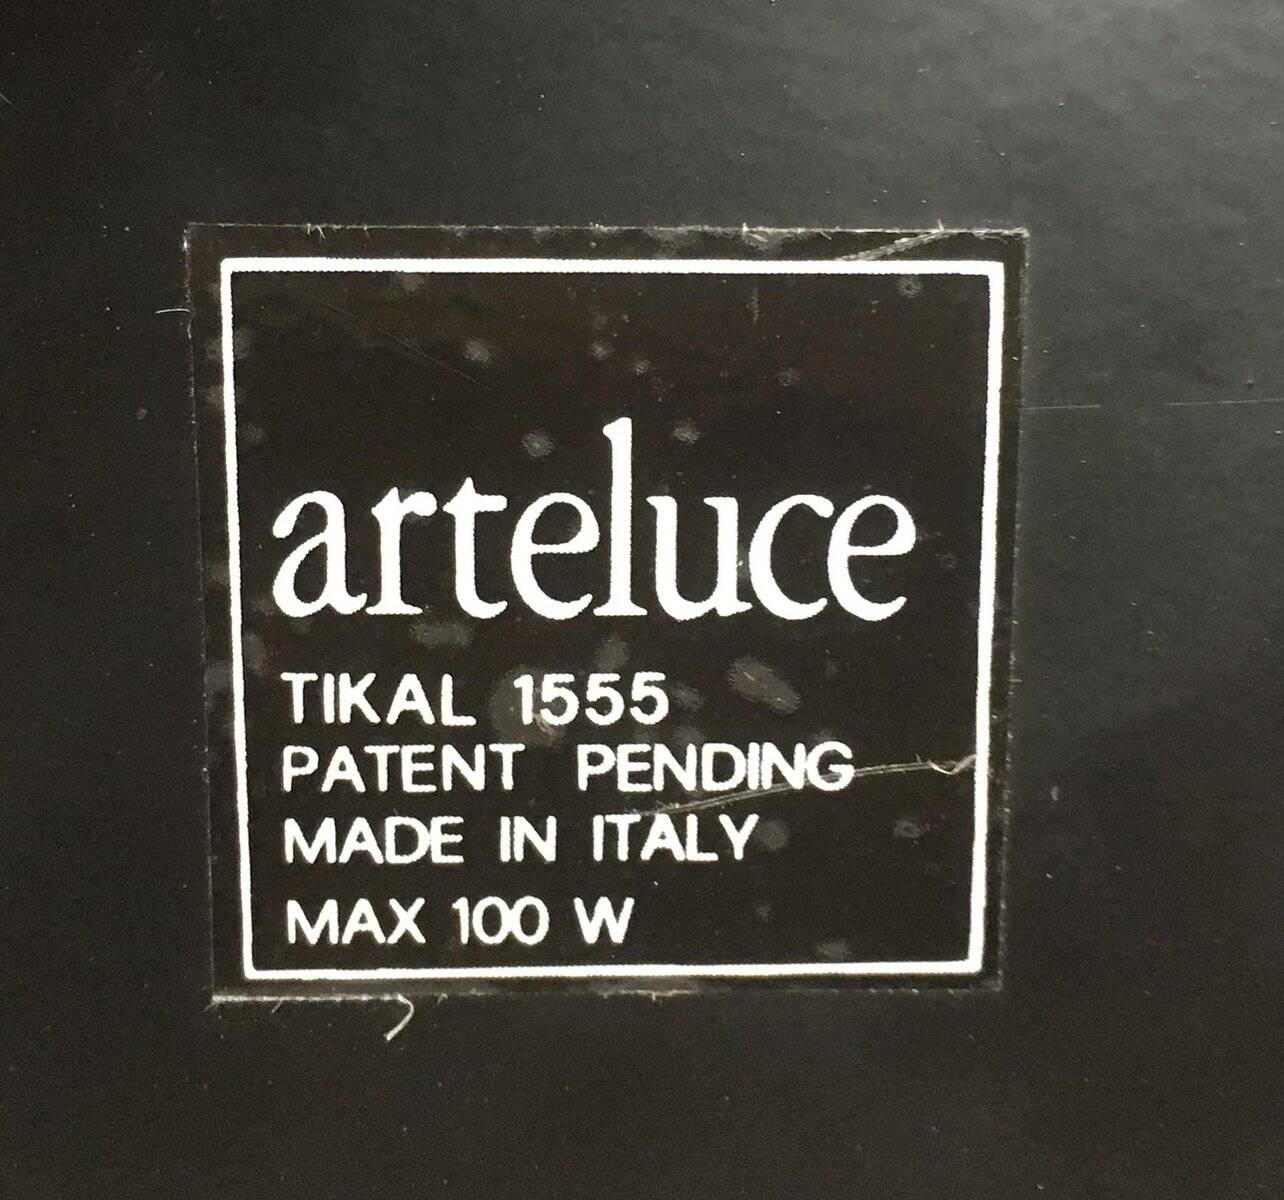 arteluce
TIKAL 1555
PATENT PENDING
MADE IN ITALY
MAX 100 W